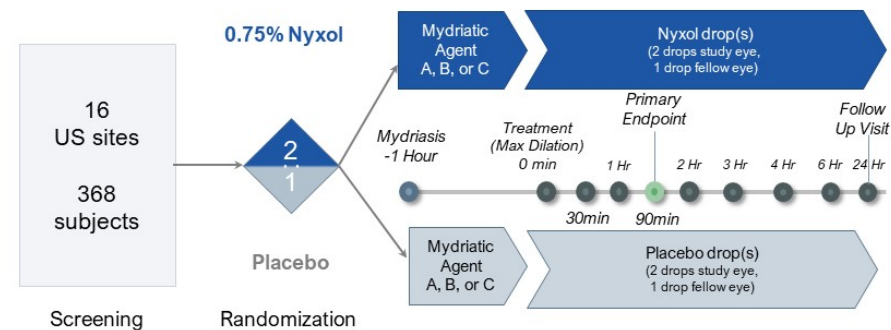 0.75% Nyxol
Mydriatic
Agent
A, B, or C
Nyxol drop(s)
(2 drops study eye,
1 drop fellow eye)
16
US sites
368
subjects
2
:
1
Placebo
Mydriasis
-1 Hour
Treatment
(Max Dilation)
0 min
30min
1 Hr
Primary
Endpoint
90min
2 Hr
3 Hr
4 Hr
6 Hr
Follow
Up Visit
24 Hr
Mydriatic
Agent
A, B, or C
Placebo drop(s)
(2 drops study eye,
1 drop fellow eye)
Screening
Randomization